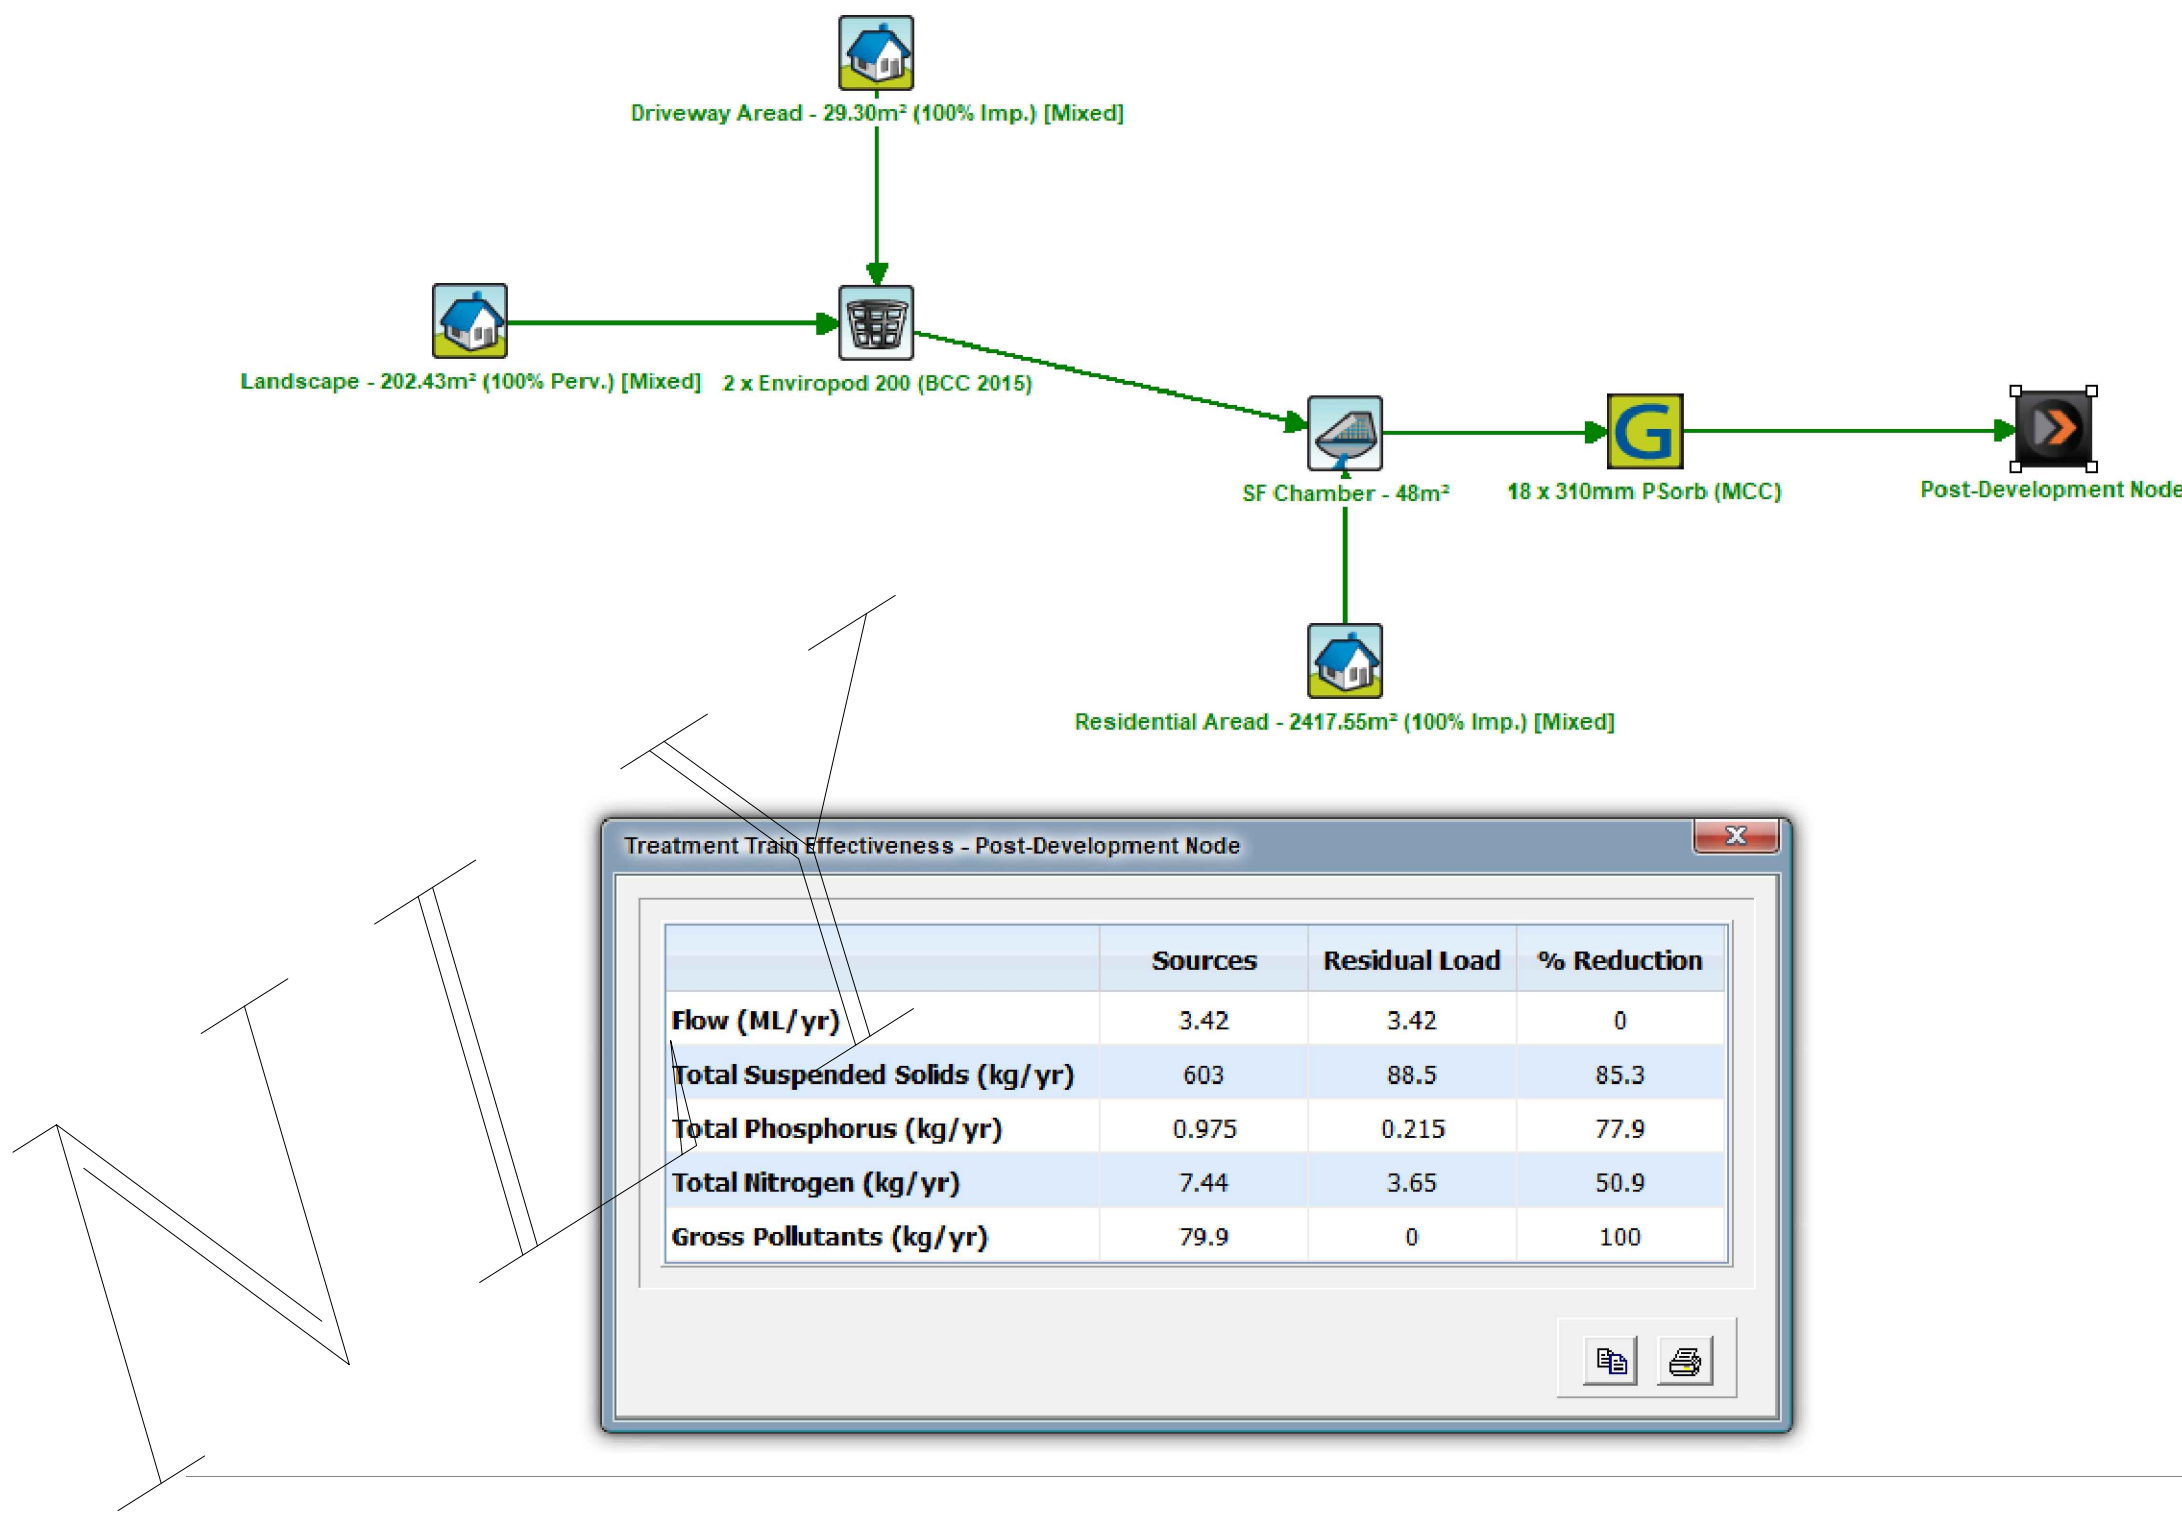 Driveway Aread - 29.30m² (100% Imp.) [Mixed]
Landscape - 202.43m² (100% Perv.) [Mixed]
2 x Enviropod 200 (BCC 2015)
SF Chamber - 48m²
G
18 x 310mm PSorb (MCC)
Post-Development Node
Residential Aread - 2417.55m² (100% Imp.) [Mixed]
Treatment Train Effectiveness - Post-Development Node
Sources Residual Load % Reduction
Flow (ML/yr) 3.42 3.42 0
Total Suspended Solids (kg/yr) 603 88.5 85.3
Total Phosphorus (kg/yr) 0.975 0.215 77.9
Total Nitrogen (kg/yr) 7.44 3.65 50.9
Gross Pollutants (kg/yr) 79.9 0 100